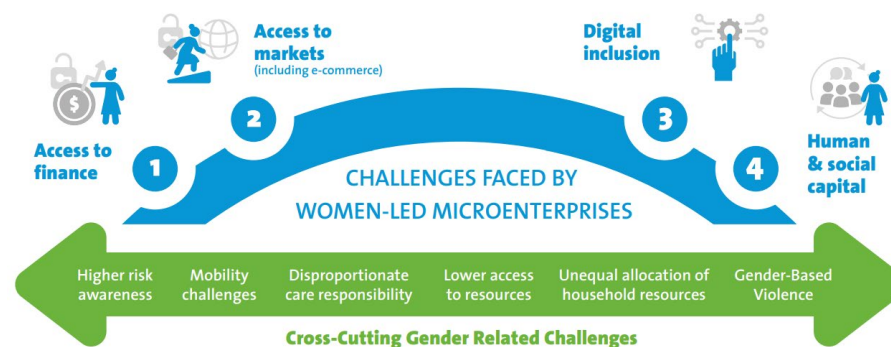 Access to
finance
1
Access to
markets
(including e-commerce)
2
Digital
inclusion
3
Human
& social
capital
4
$
CHALLENGES FACED BY
WOMEN-LED MICROENTERPRISES
Higher risk
awareness
Mobility
challenges
Disproportionate
care responsibility
Lower access
to resources
Unequal allocation of
household resources
Gender-Based
Violence
Cross-Cutting Gender Related Challenges